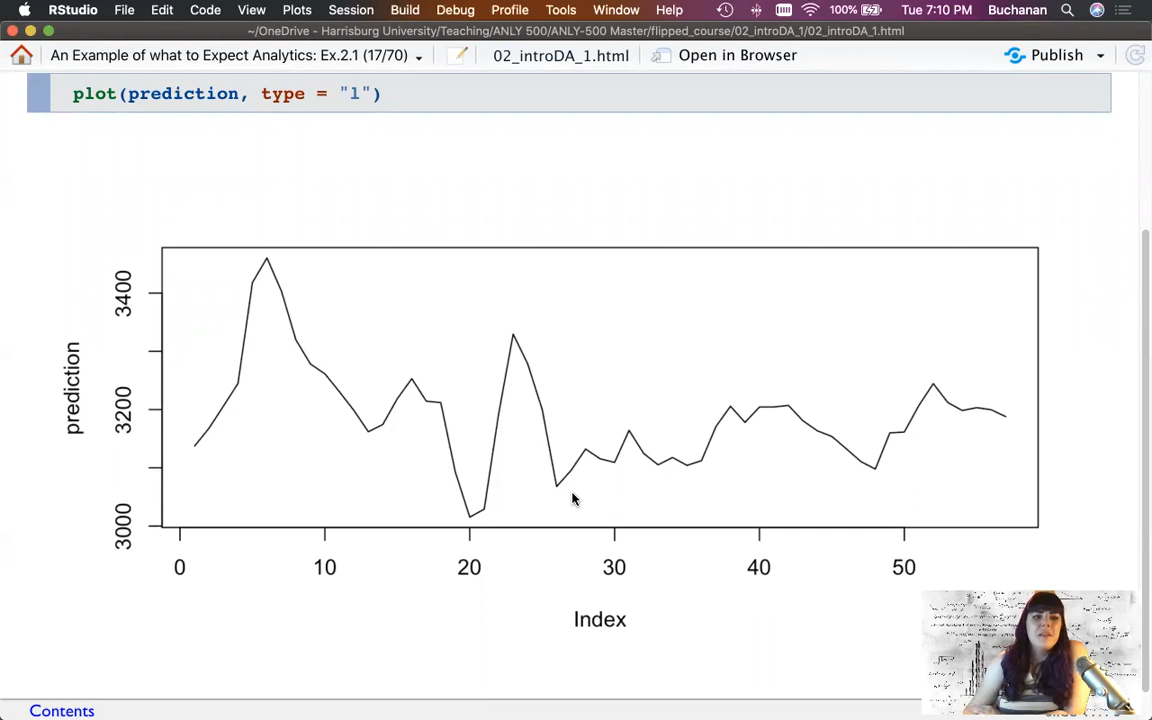 RStudio File Edit Code View Plots Session Build Debug Profile Tools Window Help 100% Tue 7:10 PM Buchanan
~/OneDrive - Harrisburg University/Teaching/ANLY 500/ANLY-500 Master/flipped_course/02_introDA_1/02_introDA_1.html
An Example of what to Expect Analytics: Ex.2.1 (17/70) 02_introDA_1.html Open in Browser Publish
plot(prediction, type = "l")
3400
3200
3000
prediction
0 10 20 30 40 50
Index
Contents